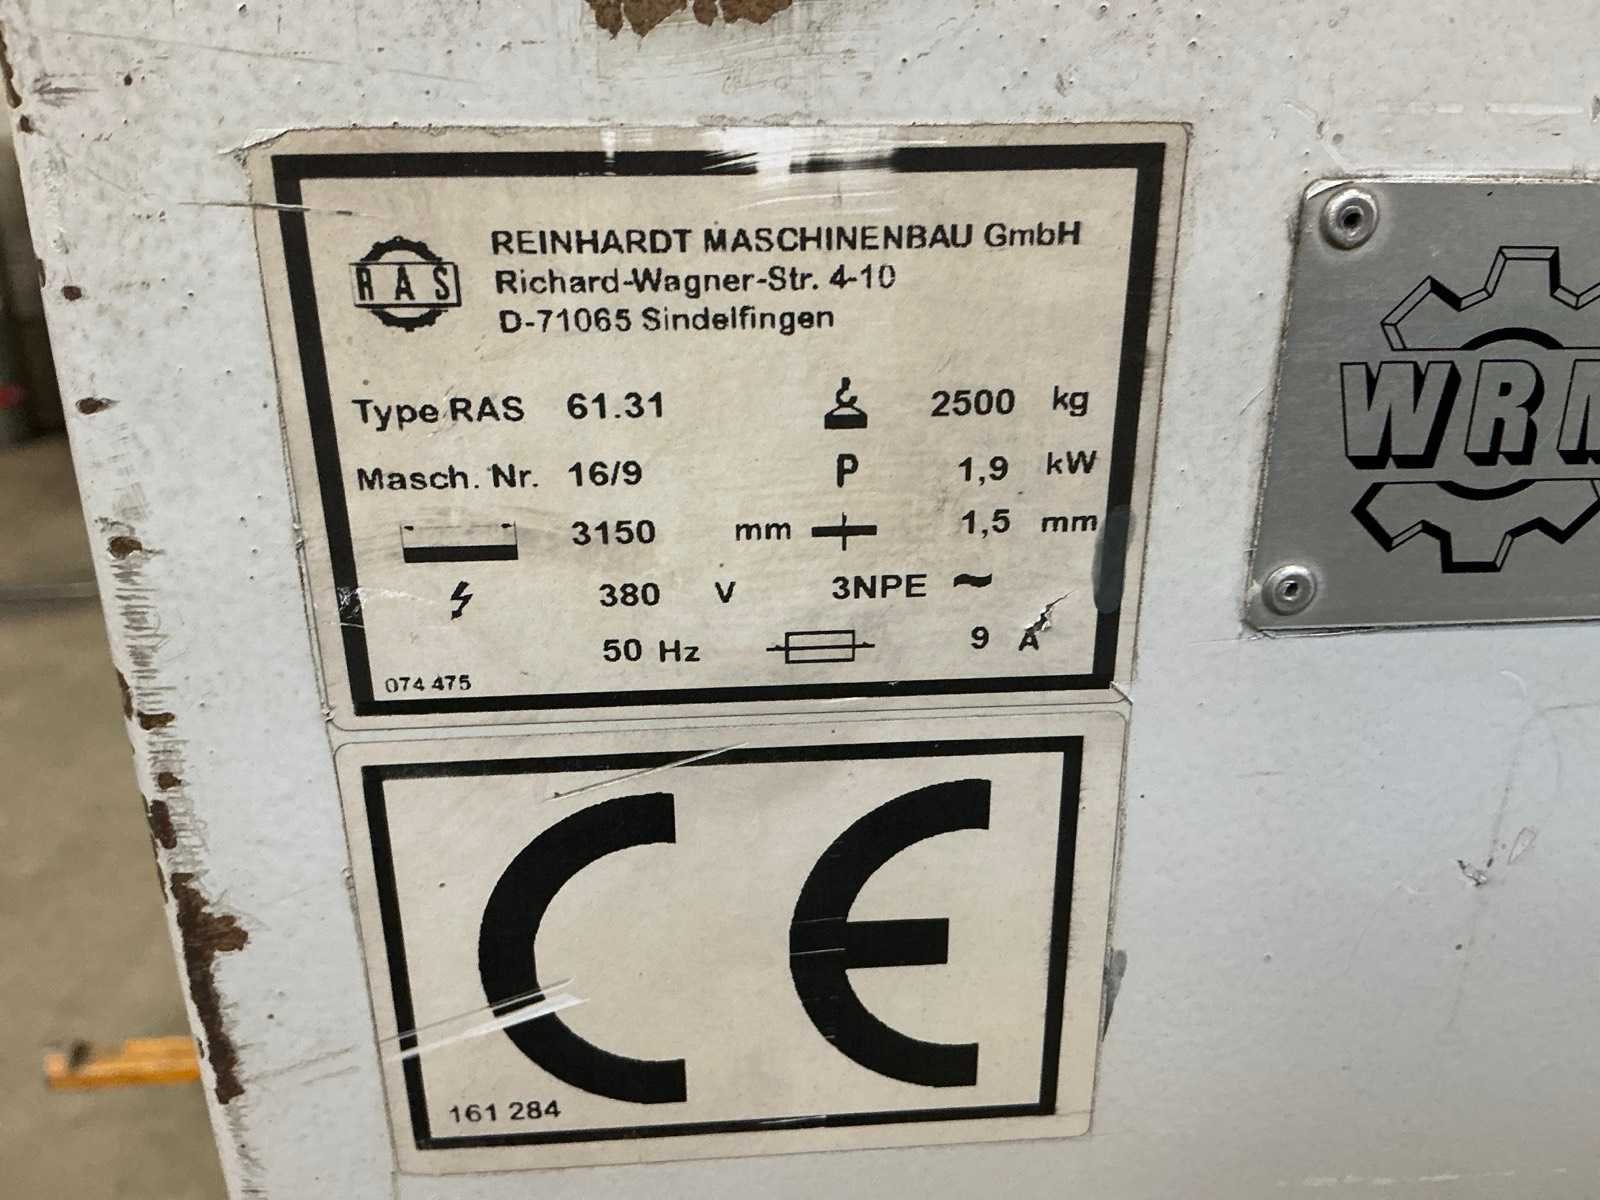 RAS
REINHARDT MASCHINENBAU GmbH
Richard-Wagner-Str. 4-10
D-71065 Sindelfingen
Type RAS 61.31 2500 kg
Masch. Nr. 16/9 P 1,9 kW
3150 mm 1,5 mm
380 V 3NPE ~
50 Hz 9 A
074 475
CE
161 284
WRM